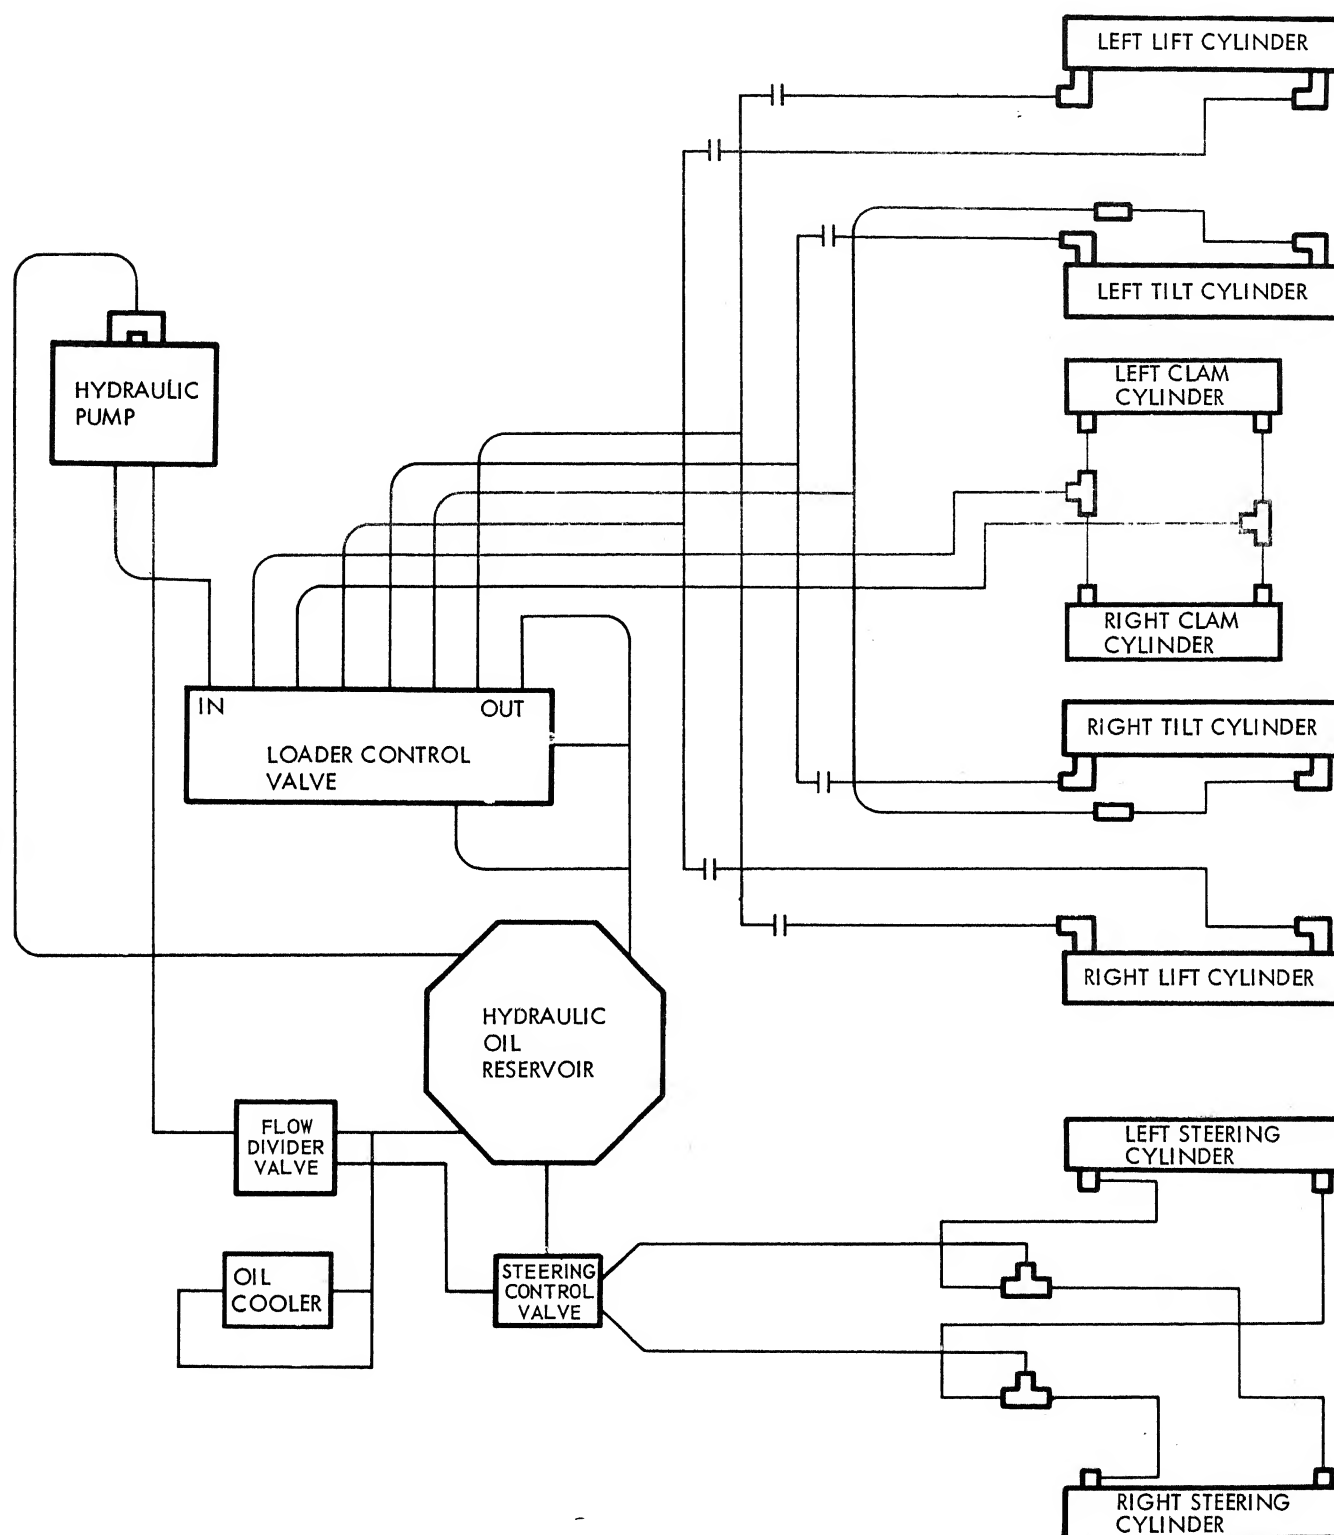 LEFT LIFT CYLINDER
LEFT TILT CYLINDER
HYDRAULIC
PUMP
LEFT CLAM
CYLINDER
RIGHT CLAM
CYLINDER
IN
OUT
LOADER CONTROL
VALVE
RIGHT TILT CYLINDER
RIGHT LIFT CYLINDER
HYDRAULIC
OIL
RESERVOIR
FLOW
DIVIDER
VALVE
LEFT STEERING
CYLINDER
OIL
COOLER
STEERING
CONTROL
VALVE
RIGHT STEERING
CYLINDER